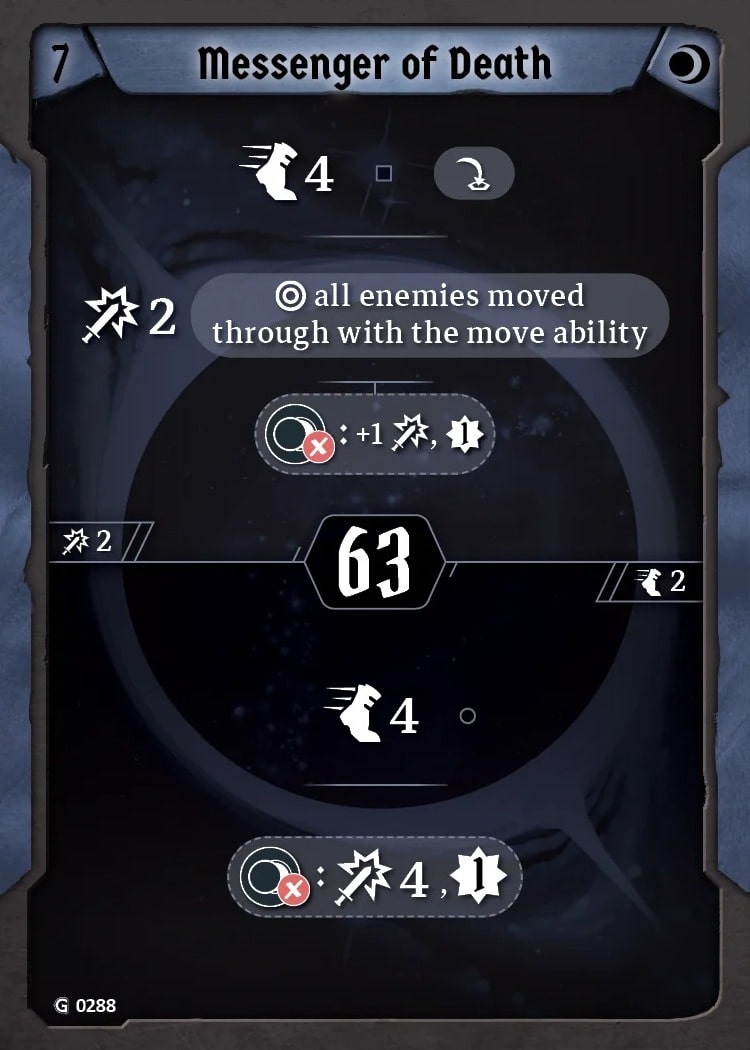 7 Messenger of Death
4
2
all enemies moved
through with the move ability
: +1 , 1
2
63
2
4
: 4 , 1
G 0288